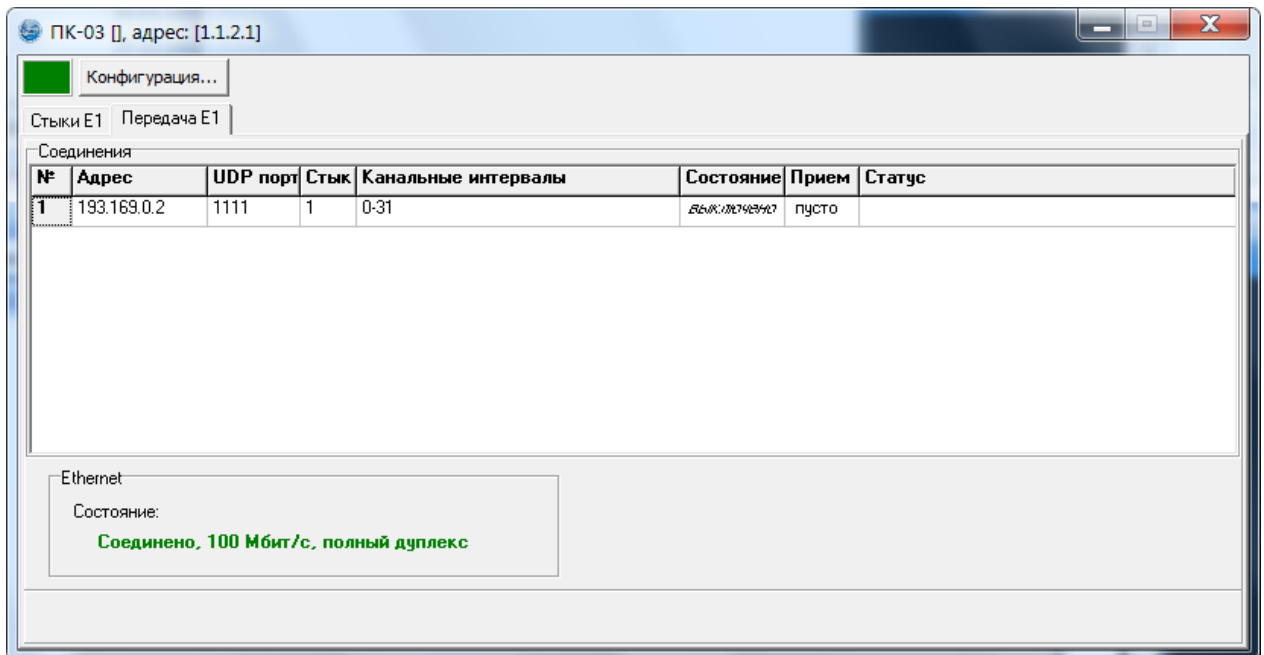 ПК-03 [], адрес: [1.1.2.1]
Конфигурация...
Стыки E1 Передача E1
Соединения
№ Адрес UDP порт Стык Канальные интервалы Состояние Прием Статус
1 193.169.0.2 1111 1 0-31 выключено пусто
Ethernet
Состояние:
Соединено, 100 Мбит/с, полный дуплекс